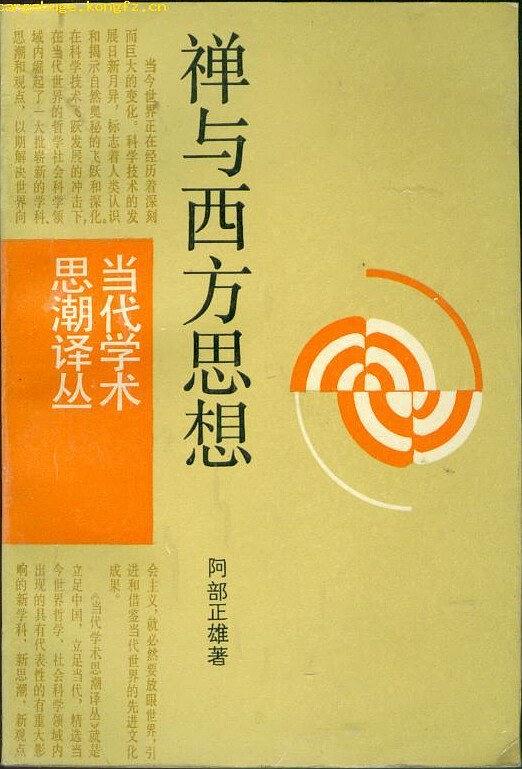 禅与西方思想
阿部正雄著
当今世界正在经历着深刻
而巨大的变化。科学技术的发
展日新月异,标志着人类认识
和揭示自然奥秘的飞跃和深化。
在科学技术飞跃发展的冲击下,
在当代世界的哲学社会科学领
域内崛起了一大批崭新的学科、
思潮和观点,以期解决世界向
当代学术
思潮译丛
会主义,就必然要放眼世界,引
进和借鉴当代世界的先进文化
成果。
《当代学术思潮译丛》就是
立足中国,立足当代,精选当
今世界哲学、社会科学领域内
出现的具有代表性的有重大影
响的新学科、新思潮、新观点